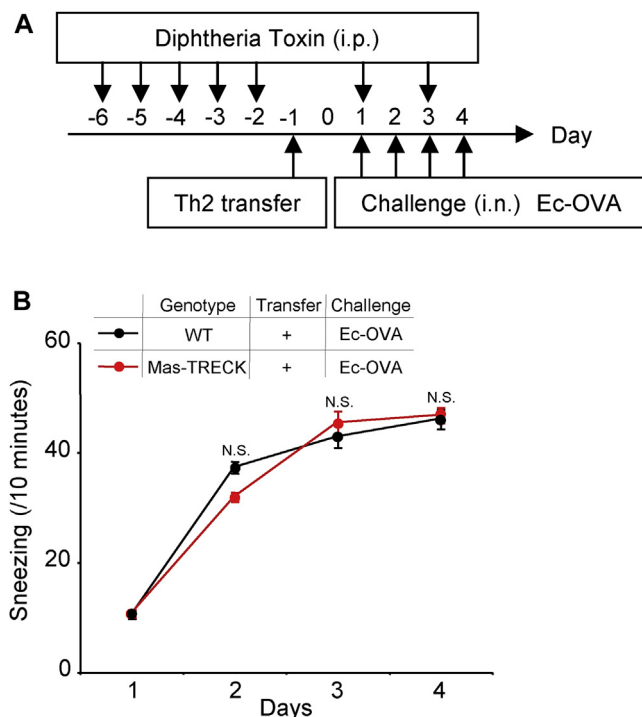 A
Diphtheria Toxin (i.p.)
-6 -5 -4 -3 -2 -1 0 1 2 3 4
Day
Th2 transfer
Challenge (i.n.) Ec-OVA
B
Genotype Transfer Challenge
WT + Ec-OVA
Mas-TRECK + Ec-OVA
60
40
20
0
Sneezing (/10 minutes)
N.S.
N.S.
N.S.
1 2 3 4
Days